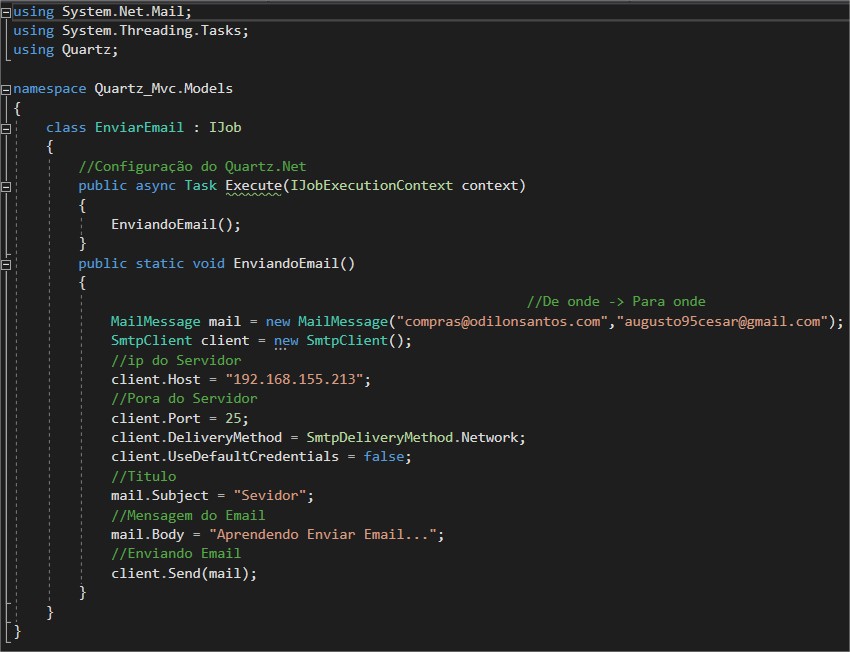 using System.Net.Mail;
using System.Threading.Tasks;
using Quartz;
namespace Quartz_Mvc.Models
{
class EnviarEmail : IJob
{
//Configuração do Quartz.Net
public async Task Execute(IJobExecutionContext context)
{
EnviandoEmail();
}
public static void EnviandoEmail()
{
//De onde -> Para onde
MailMessage mail = new MailMessage("compras@odilonsantos.com","augusto95cesar@gmail.com");
SmtpClient client = new SmtpClient();
//ip do Servidor
client.Host = "192.168.155.213";
//Pora do Servidor
client.Port = 25;
client.DeliveryMethod = SmtpDeliveryMethod.Network;
client.UseDefaultCredentials = false;
//Titulo
mail.Subject = "Sevidor";
//Mensagem do Email
mail.Body = "Aprendendo Enviar Email...";
//Enviando Email
client.Send(mail);
}
}
}